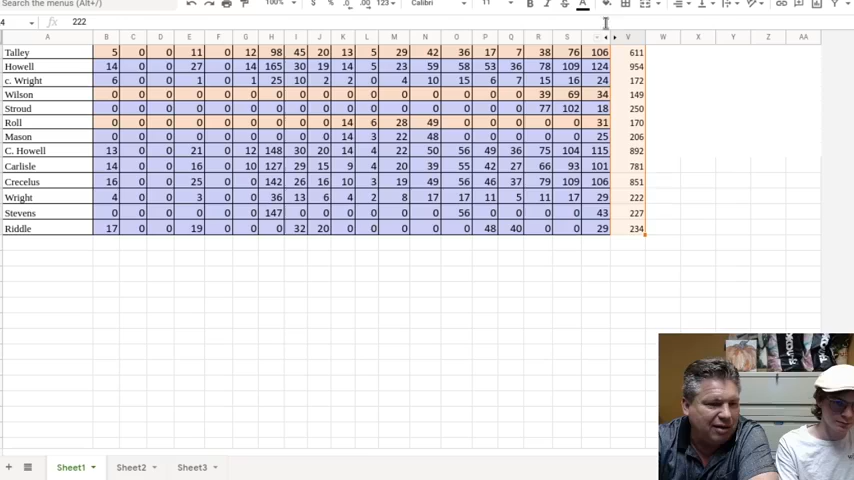 Search the menus (Alt+/) 100% $ % .0 .00 123 Calibri 11 B I S A
4 fx 222
A B C D E F G H I J K L M N O P Q R S V W X Y Z AA
Talley 5 0 0 11 0 12 98 45 20 13 5 29 42 36 17 7 38 76 106 611
Howell 14 0 0 27 0 14 165 30 19 14 5 23 59 58 53 36 78 109 124 954
c. Wright 6 0 0 1 0 1 25 10 2 2 0 4 10 15 6 7 15 16 24 172
Wilson 0 0 0 0 0 0 0 0 0 0 0 0 0 0 0 0 39 69 34 149
Stroud 0 0 0 0 0 0 0 0 0 0 0 0 0 0 0 0 77 102 18 250
Roll 0 0 0 0 0 0 0 0 0 14 6 28 49 0 0 0 0 0 31 170
Mason 0 0 0 0 0 0 0 0 0 14 3 22 48 0 0 0 0 0 25 206
C. Howell 13 0 0 21 0 12 148 30 20 14 4 22 50 56 49 36 75 104 115 892
Carlisle 14 0 0 16 0 10 127 29 15 9 4 20 39 55 42 27 66 93 101 781
Crecelus 16 0 0 25 0 0 142 26 16 10 3 19 49 56 46 37 79 109 106 851
Wright 4 0 0 3 0 0 36 13 6 4 2 8 17 17 11 5 11 17 29 222
Stevens 0 0 0 0 0 0 147 0 0 0 0 0 0 56 0 0 0 0 43 227
Riddle 17 0 0 19 0 0 0 32 20 0 0 0 0 0 48 40 0 0 29 234
+ Sheet1 Sheet2 Sheet3